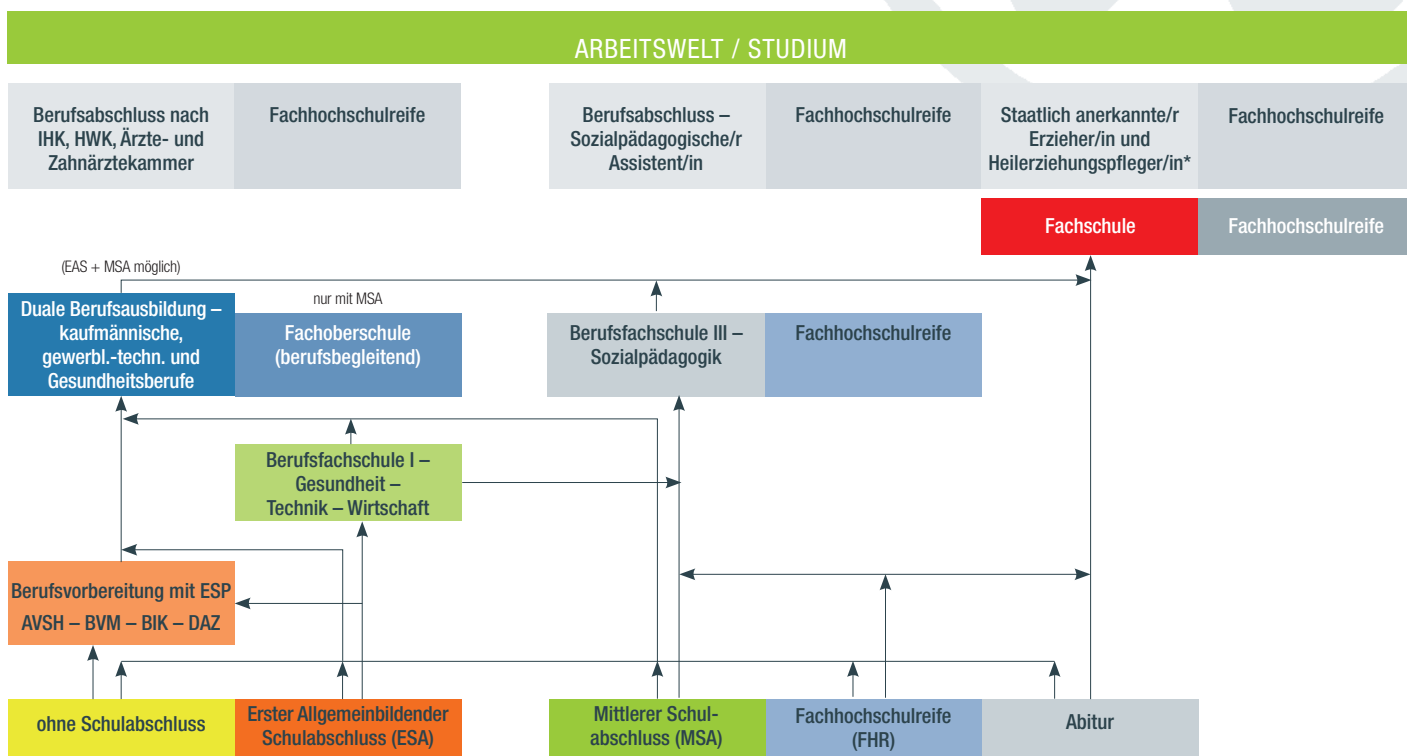 ARBEITSWELT / STUDIUM
Berufsabschluss nach
IHK, HWK, Ärzte- und
Zahnärztekammer
Fachhochschulreife
Berufsabschluss –
Sozialpädagogische/r
Assistent/in
Fachhochschulreife
Staatlich anerkannte/r
Erzieher/in und
Heilerziehungspfleger/in*
Fachhochschulreife
Fachschule
Fachhochschulreife
(EAS + MSA möglich)
Duale Berufsausbildung –
kaufmännische,
gewerbl.-techn. und
Gesundheitsberufe
nur mit MSA
Fachoberschule
(berufsbegleitend)
Berufsfachschule III –
Sozialpädagogik
Fachhochschulreife
Berufsfachschule I –
Gesundheit –
Technik – Wirtschaft
Berufsvorbereitung mit ESP
AVSH – BVM – BIK – DAZ
ohne Schulabschluss
Erster Allgemeinbildender
Schulabschluss (ESA)
Mittlerer Schul-
abschluss (MSA)
Fachhochschulreife
(FHR)
Abitur